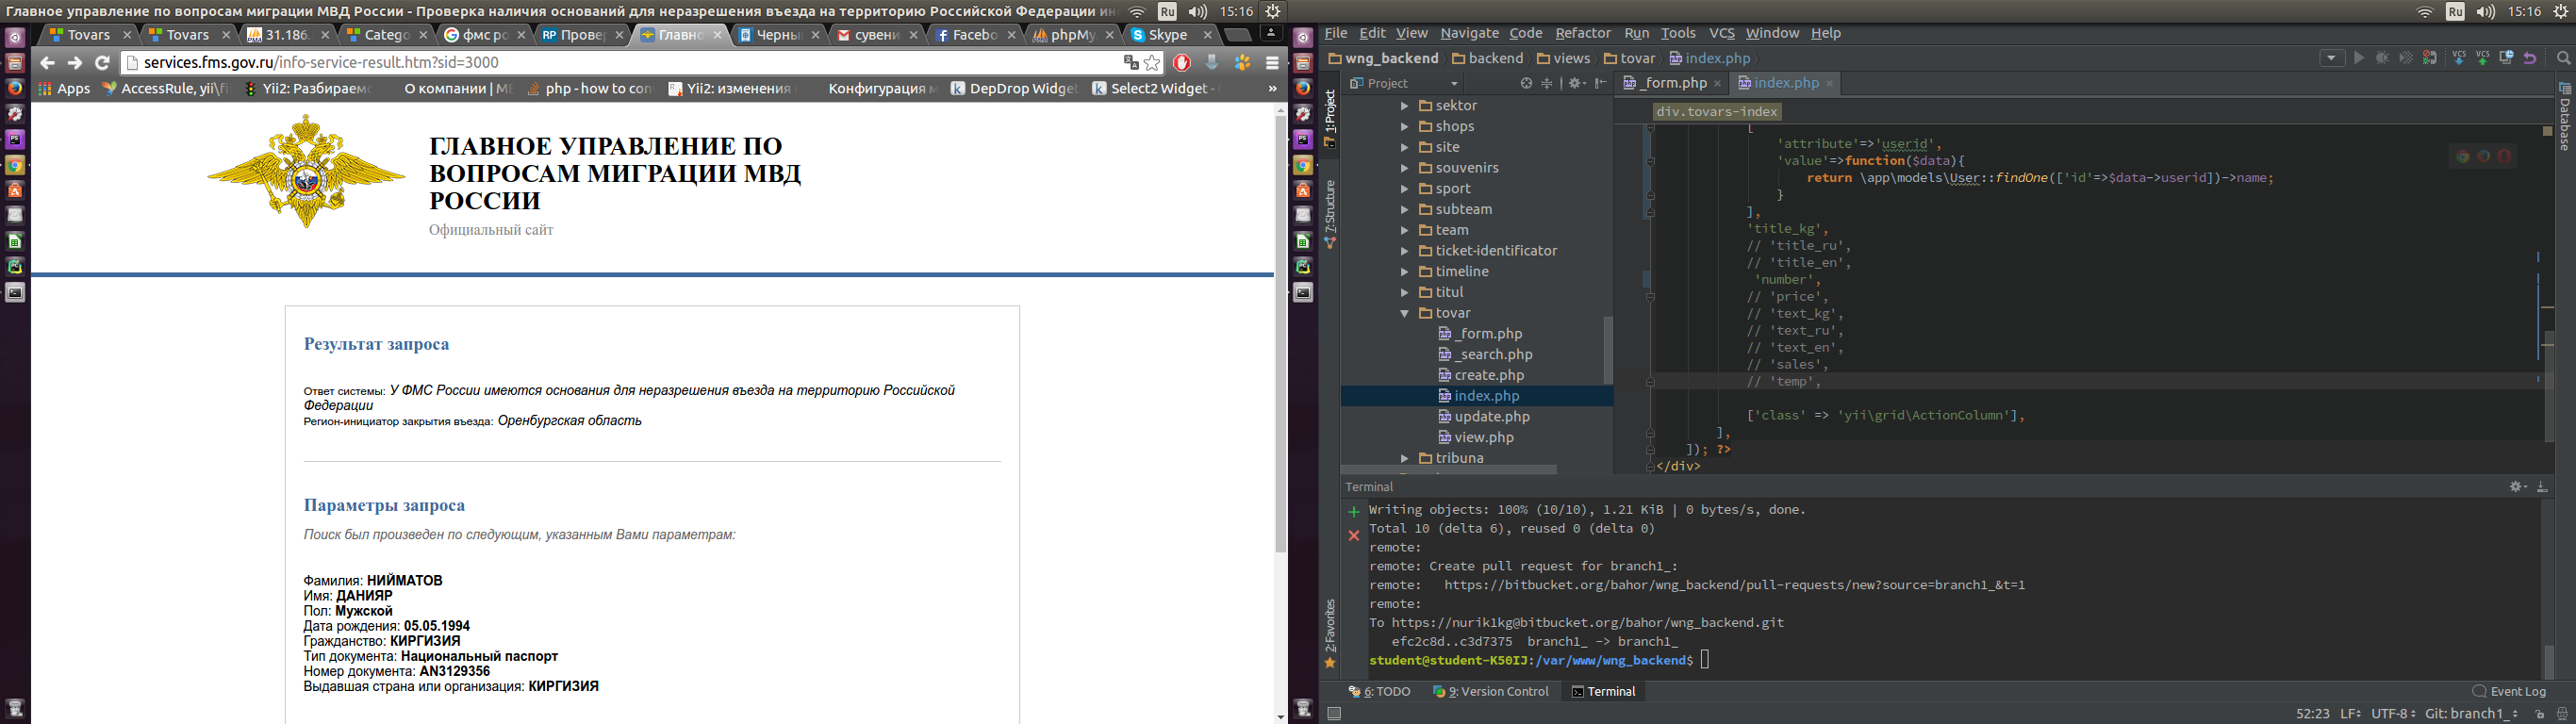 Главное управление по вопросам миграции МВД России - Проверка наличия оснований для неразрешения въезда на территорию Российской Федерации ин
Ru 15:16
Ru 15:16
Tovars
Tovars
31.186.
Catego
фмс ро
Провер
Главно
Черны
сувени
Facebo
phpMy
Skype
services.fms.gov.ru/info-service-result.htm?sid=3000
Apps
AccessRule, yii\fi
Yii2: Разбираемс
О компании | МЕ
php - how to con
Yii2: изменения
Конфигурация м
DepDrop Widget
Select2 Widget -
»
ГЛАВНОЕ УПРАВЛЕНИЕ ПО
ВОПРОСАМ МИГРАЦИИ МВД
РОССИИ
Официальный сайт
Результат запроса
Ответ системы: У ФМС России имеются основания для неразрешения въезда на территорию Российской
Федерации
Регион-инициатор закрытия въезда: Оренбургская область
Параметры запроса
Поиск был произведен по следующим, указанным Вами параметрам:
Фамилия: НИЙМАТОВ
Имя: ДАНИЯР
Пол: Мужской
Дата рождения: 05.05.1994
Гражданство: КИРГИЗИЯ
Тип документа: Национальный паспорт
Номер документа: AN3129356
Выдавшая страна или организация: КИРГИЗИЯ
File Edit View Navigate Code Refactor Run Tools VCS Window Help
wng_backend backend views tovar index.php
VCS VCS
Project
_form.php
index.php
1: Project
7: Structure
2: Favorites
Database
sektor
shops
site
souvenirs
sport
subteam
team
ticket-identificator
timeline
titul
tovar
_form.php
_search.php
create.php
index.php
update.php
view.php
tribuna
div.tovars-index
[
'attribute'=>'userid',
'value'=>function($data){
return \app\models\User::findOne(['id'=>$data->userid])->name;
}
],
'title_kg',
// 'title_ru',
// 'title_en',
'number',
// 'price',
// 'text_kg',
// 'text_ru',
// 'text_en',
// 'sales',
// 'temp',
['class' => 'yii\grid\ActionColumn'],
],
]); ?>
</div>
Terminal
Writing objects: 100% (10/10), 1.21 KiB | 0 bytes/s, done.
Total 10 (delta 6), reused 0 (delta 0)
remote:
remote: Create pull request for branch1_:
remote:   https://bitbucket.org/bahor/wng_backend/pull-requests/new?source=branch1_&t=1
remote:
To https://nurik1kg@bitbucket.org/bahor/wng_backend.git
efc2c8d..c3d7375  branch1_ -> branch1_
student@student-K50IJ:/var/www/wng_backend$
6: TODO
9: Version Control
Terminal
Event Log
52:23 LF UTF-8 Git: branch1_